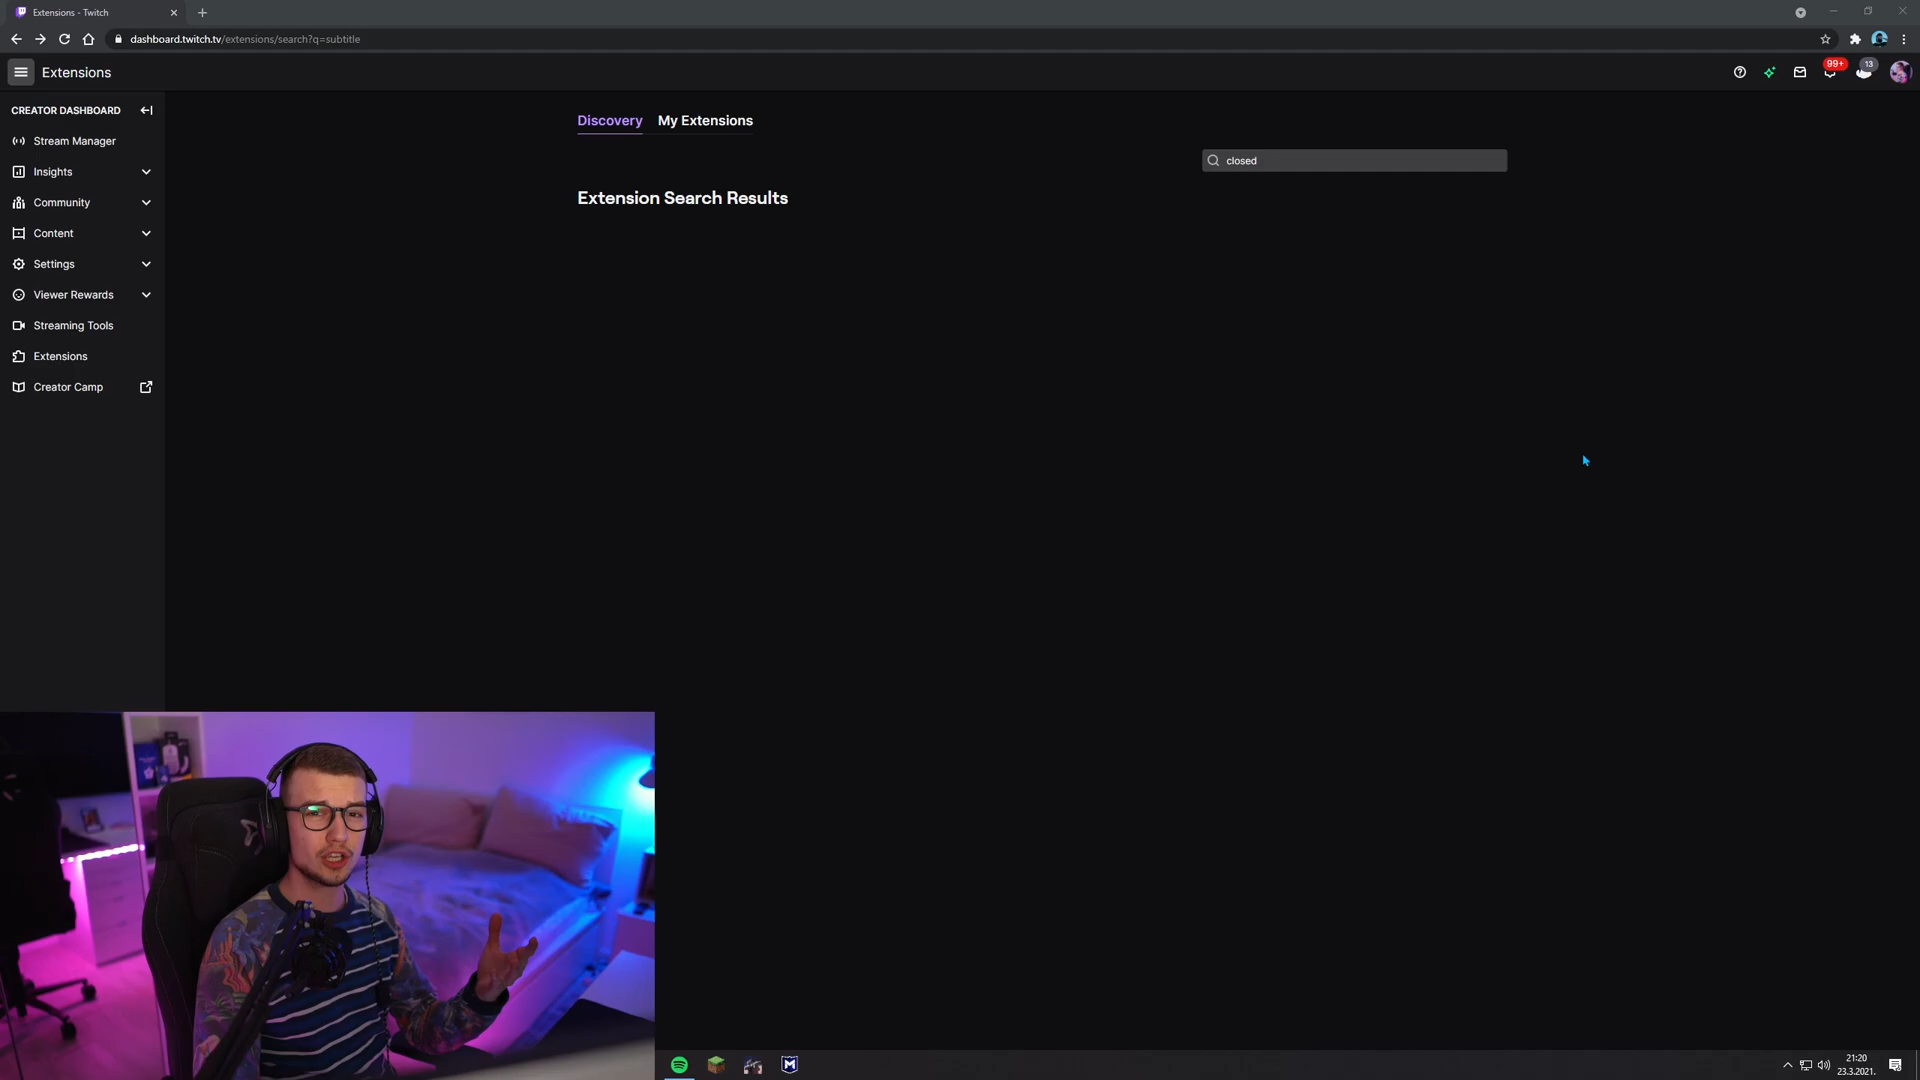 Extensions - Twitch
dashboard.twitch.tv/extensions/search?q=subtitle
Extensions
99+
13
CREATOR DASHBOARD
Stream Manager
Insights
Community
Content
Settings
Viewer Rewards
Streaming Tools
Extensions
Creator Camp
Discovery
My Extensions
closed
Extension Search Results
21:20
23.3.2021.